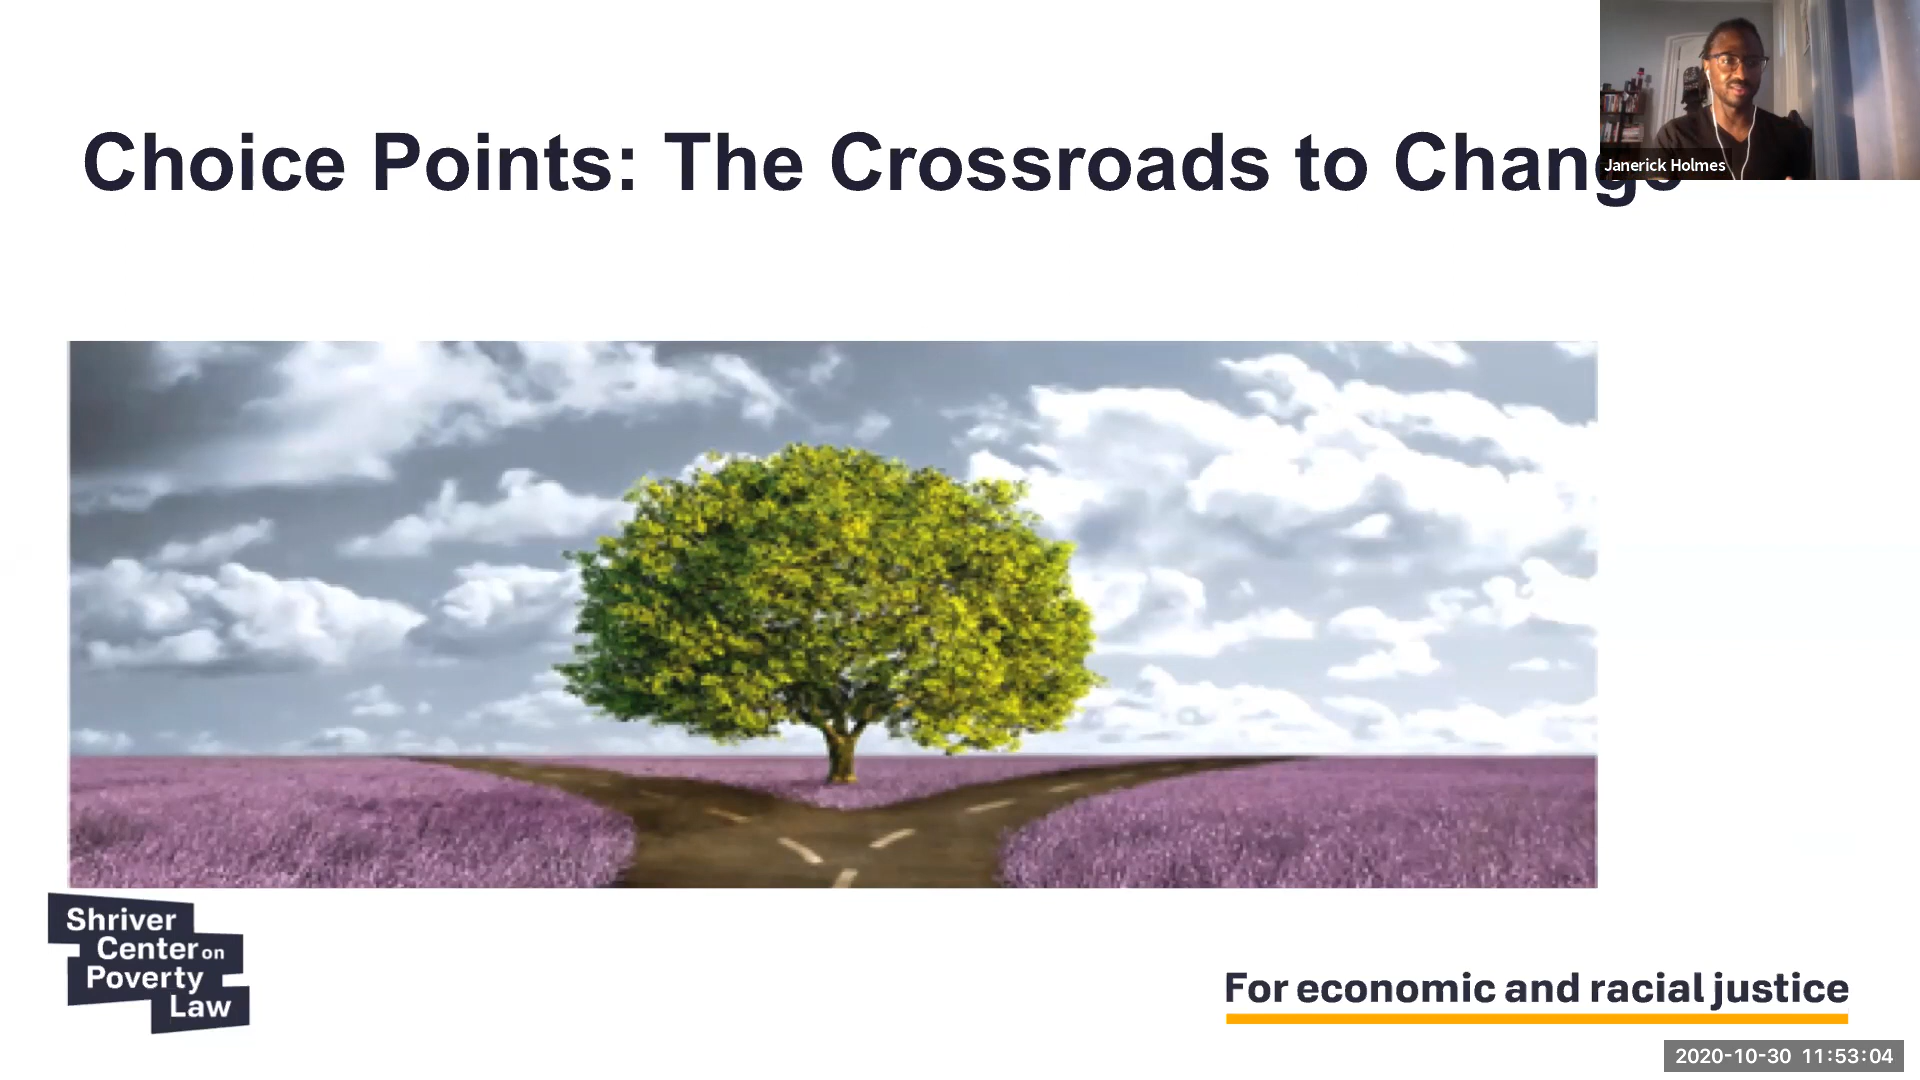 Choice Points: The Crossroads to Change
Janerick Holmes
Shriver
Center on
Poverty
Law
For economic and racial justice
2020-10-30 11:53:04